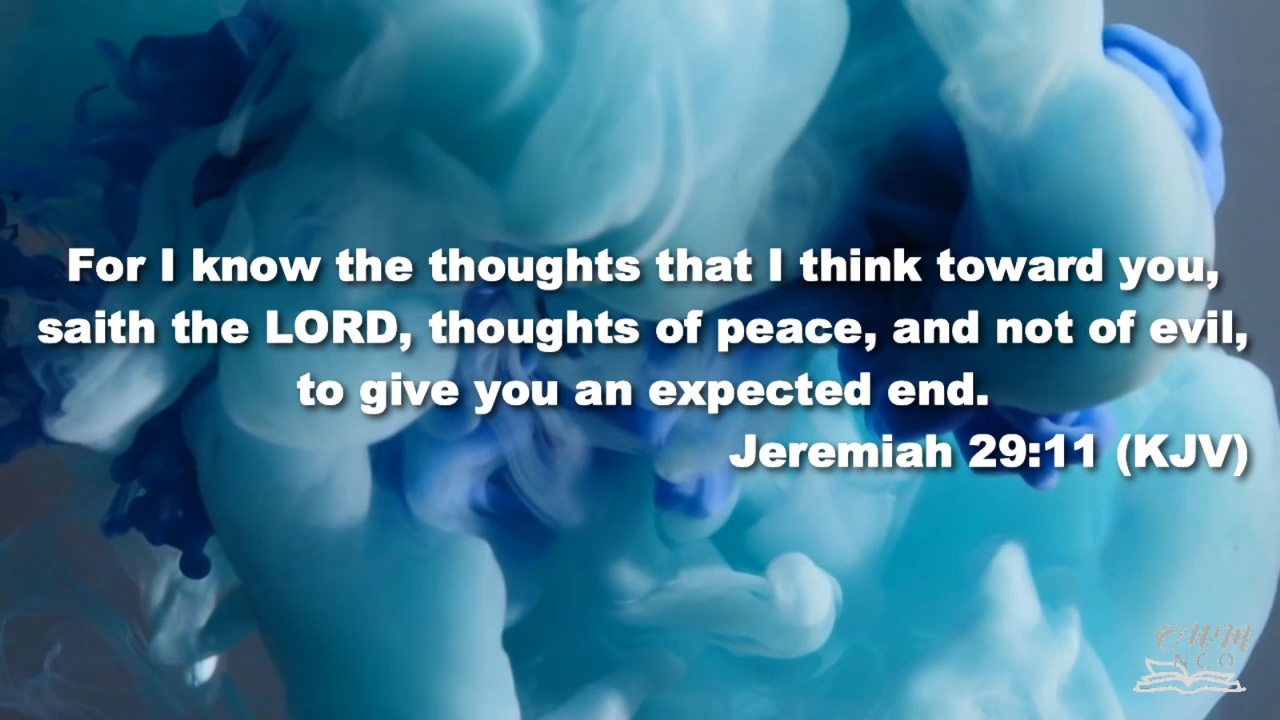 For I know the thoughts that I think toward you,
saith the LORD, thoughts of peace, and not of evil,
to give you an expected end.
Jeremiah 29:11 (KJV)
NCO